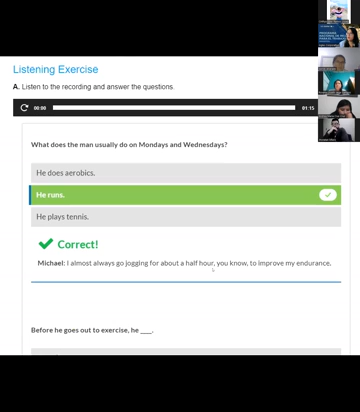 Listening Exercise
A. Listen to the recording and answer the questions.
00:00
01:15
What does the man usually do on Mondays and Wednesdays?
He does aerobics.
He runs.
He plays tennis.
Correct!
Michael: I almost always go jogging for about a half hour, you know, to improve my endurance.
Before he goes out to exercise, he ____.